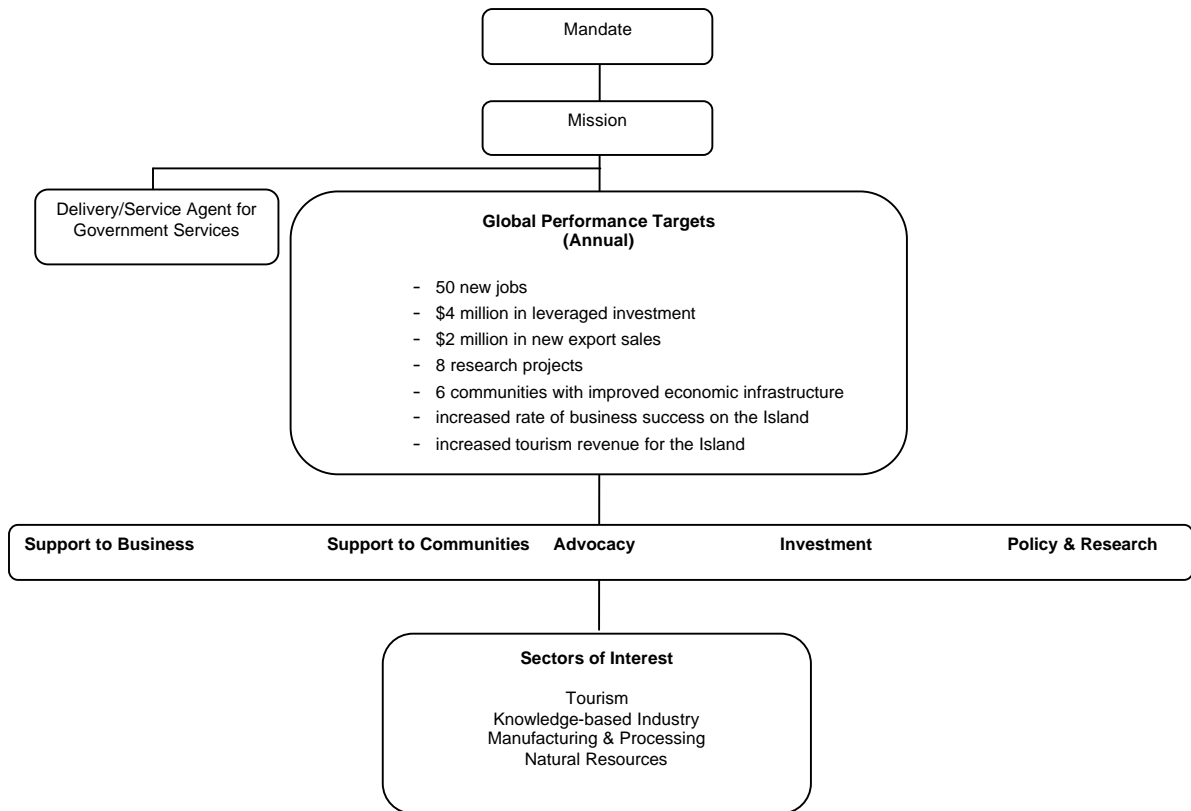 Mandate
Mission
Delivery/Service Agent for
Government Services
Global Performance Targets
(Annual)
- 50 new jobs
- $4 million in leveraged investment
- $2 million in new export sales
- 8 research projects
- 6 communities with improved economic infrastructure
- increased rate of business success on the Island
- increased tourism revenue for the Island
Support to Business Support to Communities Advocacy Investment Policy & Research
Sectors of Interest
Tourism
Knowledge-based Industry
Manufacturing & Processing
Natural Resources